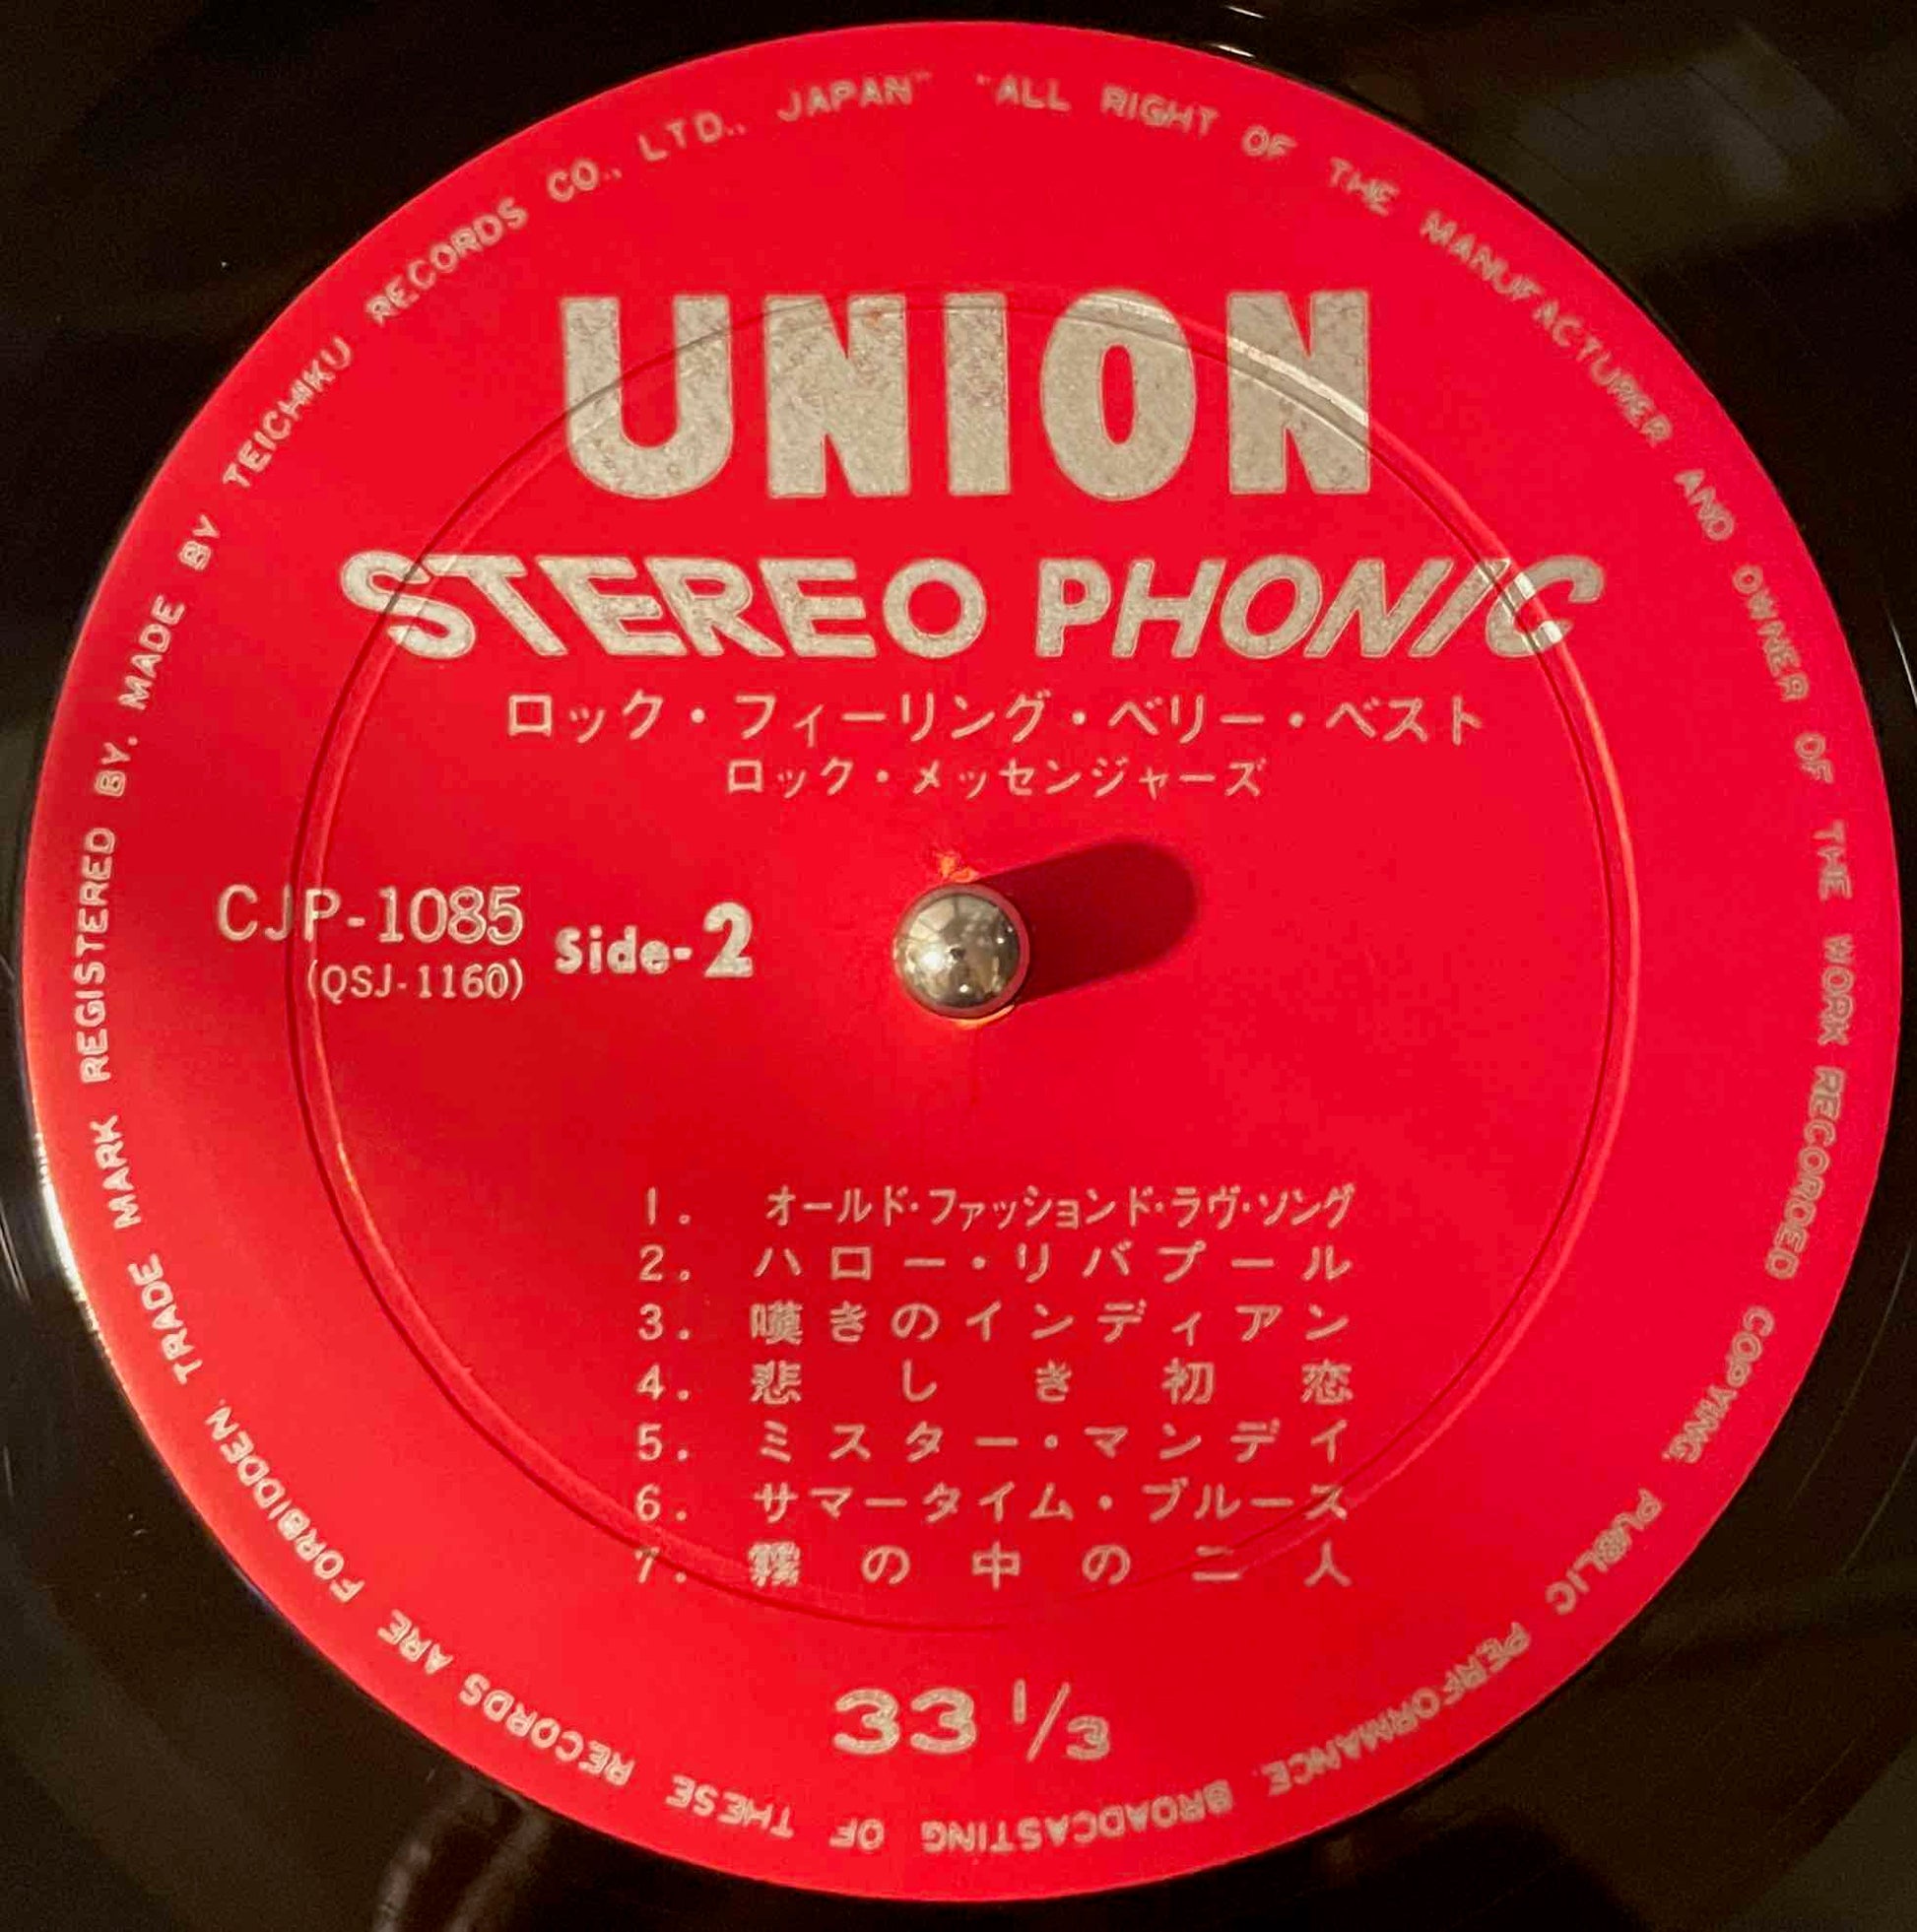 "ALL RIGHT OF THE MANUFACTURER AND OWNER OF THE WORK RECORDED COPYING, PUBLIC PERFORMANCE, BROADCASTING OF THESE RECORDS ARE FORBIDDEN. TRADE MARK REGISTERED BY. MADE BY TEICHIKU RECORDS CO., LTD., JAPAN"
UNION
STEREO PHONIC
ロック・フィーリング・ベリー・ベスト
ロック・メッセンジャーズ
CJP-1085
(QSJ-1160)
Side-2
1. オールド・ファッションド・ラヴ・ソング
2. ハロー・リバプール
3. 嘆きのインディアン
4. 悲しき初恋
5. ミスター・マンデイ
6. サマータイム・ブルース
7. 霧の中の二人
33 1/3